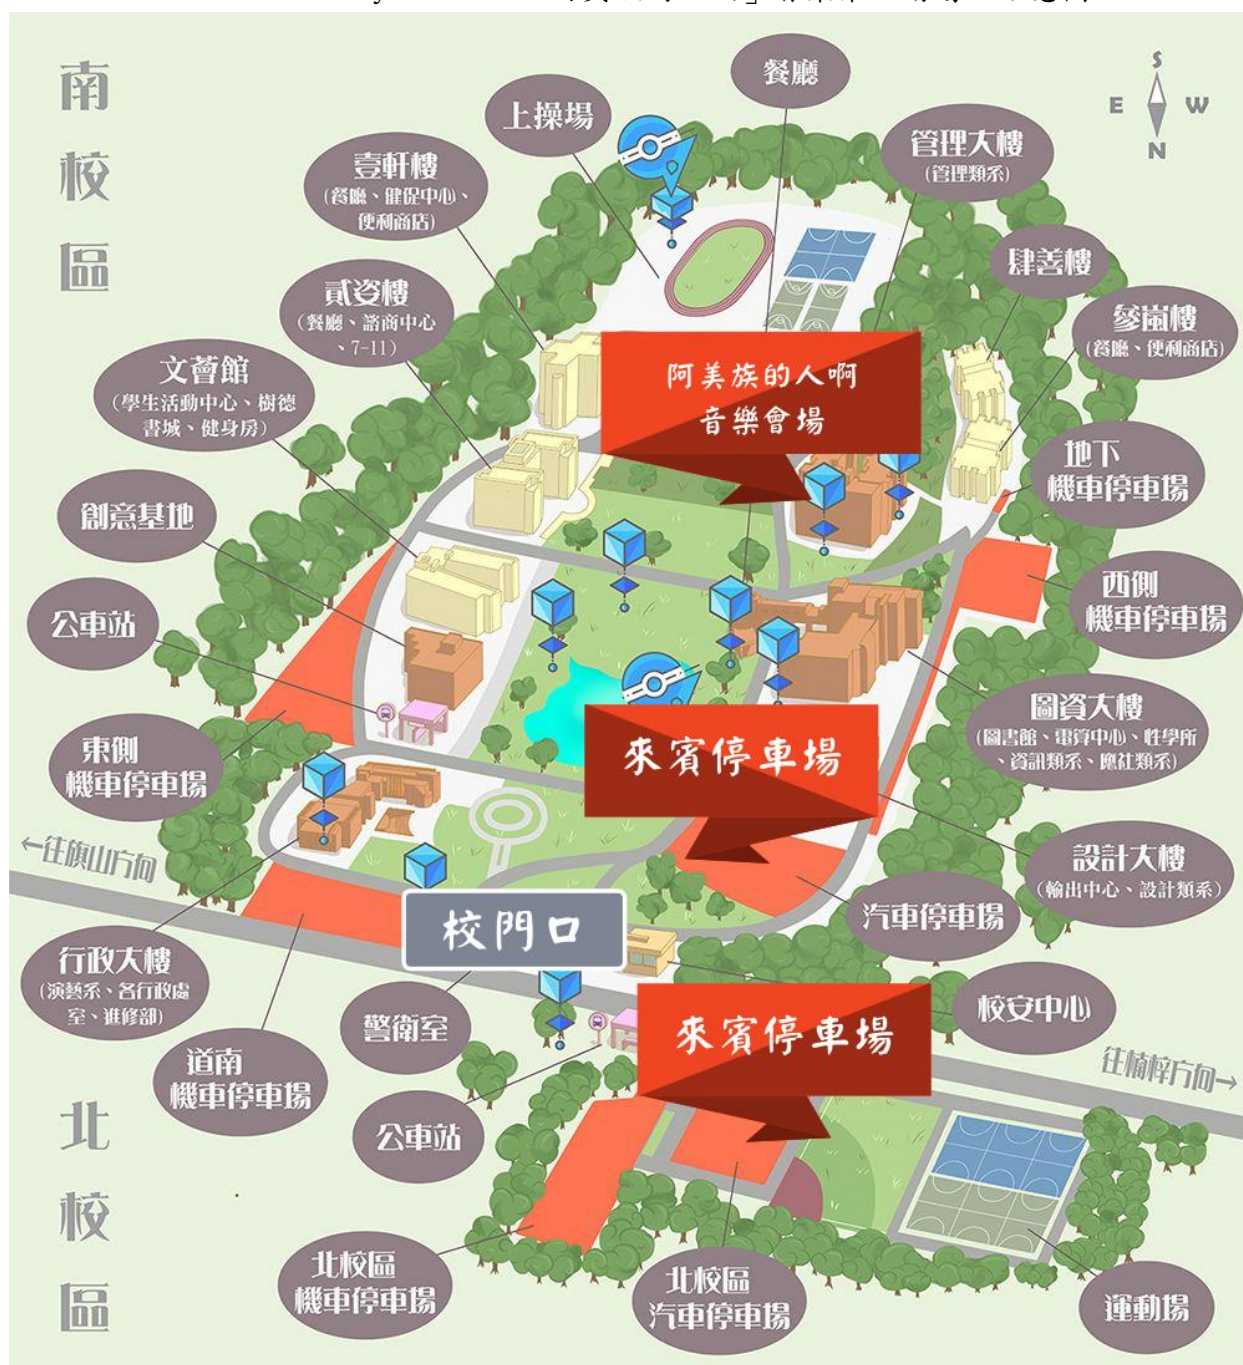 南
校
區
S
E
W
N
餐廳
上操場
管理大樓
(管理類系)
壹軒樓
(餐廳、健促中心、
便利商店)
肆善樓
貳姿樓
(餐廳、諮商中心
、7-11)
參嵐樓
(餐廳、便利商店)
文薈館
(學生活動中心、樹德
書城、健身房)
阿美族的人啊
音樂會場
地下
機車停車場
創意基地
公車站
西側
機車停車場
東側
機車停車場
圖資大樓
(圖書館、電算中心、性學所
、資訊類系、應社類系)
來賓停車場
←往旗山方向
設計大樓
(輸出中心、設計類系)
汽車停車場
校門口
行政大樓
(演藝系、各行政處
室、進修部)
警衛室
校安中心
來賓停車場
道南
機車停車場
往楠梓方向→
公車站
北
校
區
北校區
機車停車場
北校區
汽車停車場
運動場